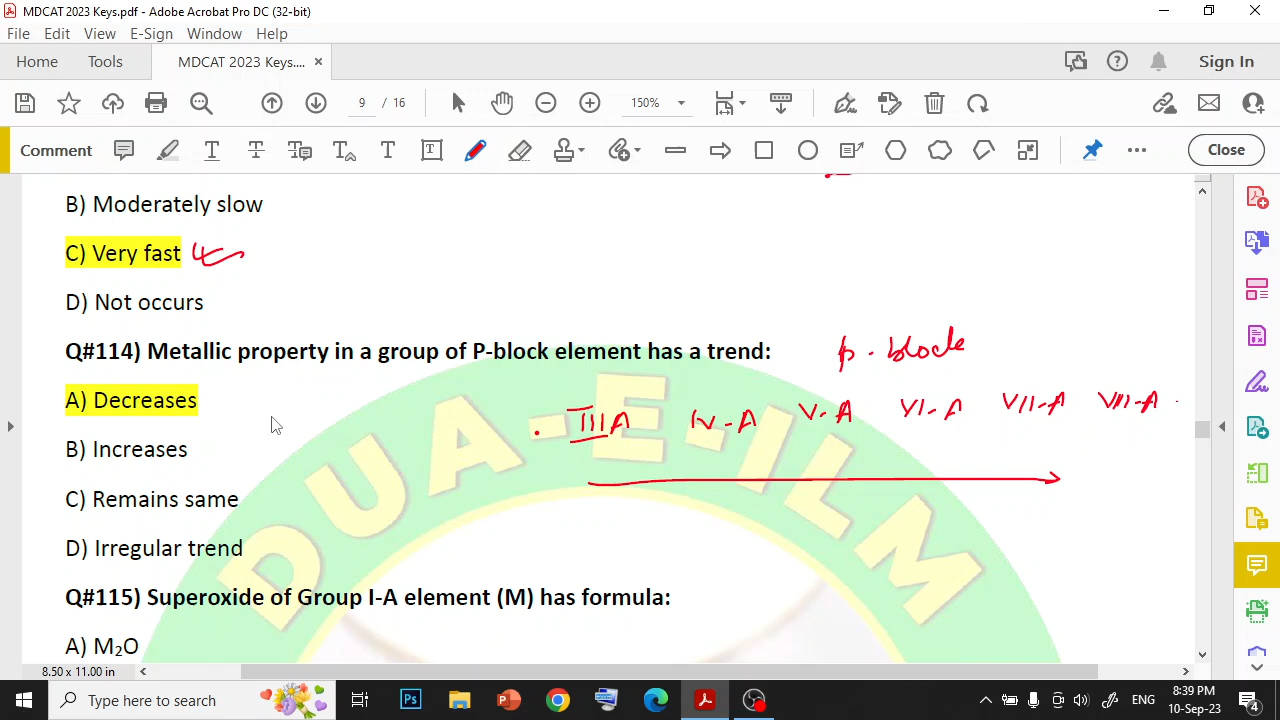 MDCAT 2023 Keys.pdf - Adobe Acrobat Pro DC (32-bit)
File Edit View E-Sign Window Help
Home Tools MDCAT 2023 Keys.... × Sign In
9 / 16 150%
Comment Close
B) Moderately slow
C) Very fast
D) Not occurs
Q#114) Metallic property in a group of P-block element has a trend: p. block
A) Decreases
III A IV-A V-A VI-A VII-A VIII-A
B) Increases
C) Remains same
D) Irregular trend
Q#115) Superoxide of Group I-A element (M) has formula:
A) M₂O
DUA-E-ILM
8.50 x 11.00 in
Type here to search
ENG
8:39 PM
10-Sep-23
4